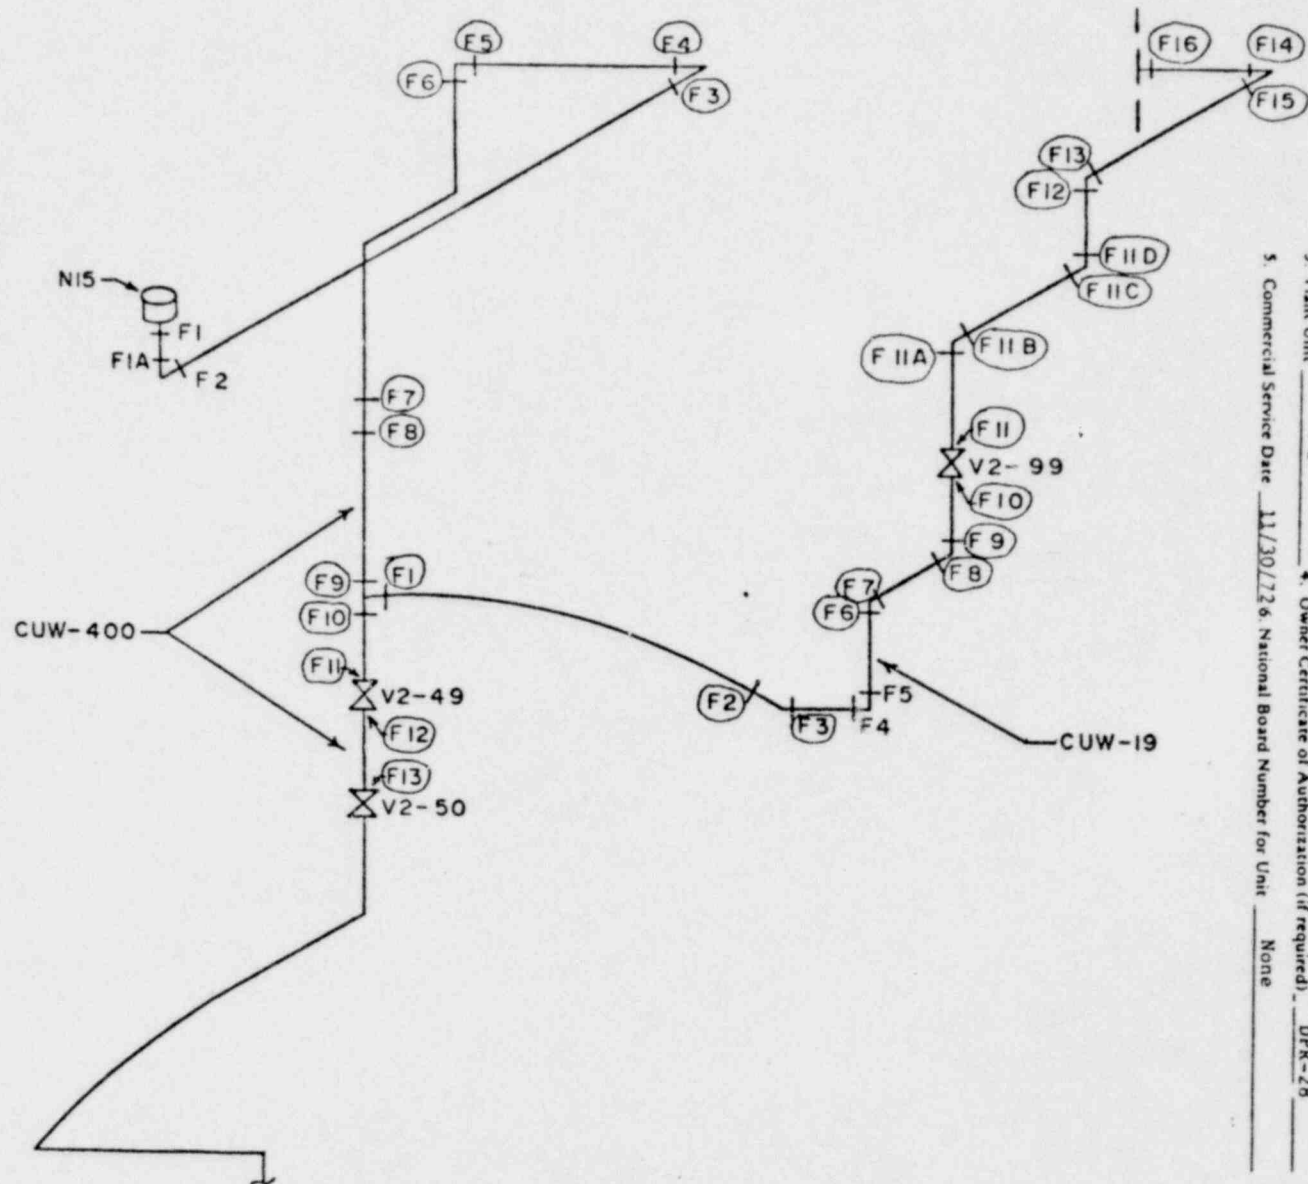 F5
F4
F16
F14
F6
F3
F15
F13
F12
F11D
F11C
N15
F1
F1A
F2
F11A
F11B
F7
F8
F11
V2-99
F10
F9
F8
F9
F1
F7
F6
F10
CUW-400
F11
V2-49
F12
F2
F3
F4
F5
CUW-19
F13
V2-50
4. Owner Certificate of Authorization (if required) DPR-28
5. Commercial Service Date 11/30/72 6. National Board Number for Unit None